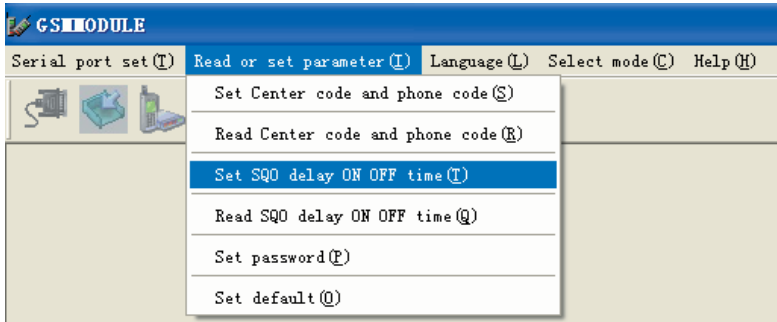 GSMMODULE
Serial port set(T) Read or set parameter(I) Language(L) Select mode(C) Help(H)
Set Center code and phone code(S)
Read Center code and phone code(R)
Set SQO delay ON OFF time(T)
Read SQO delay ON OFF time(Q)
Set password(P)
Set default(O)